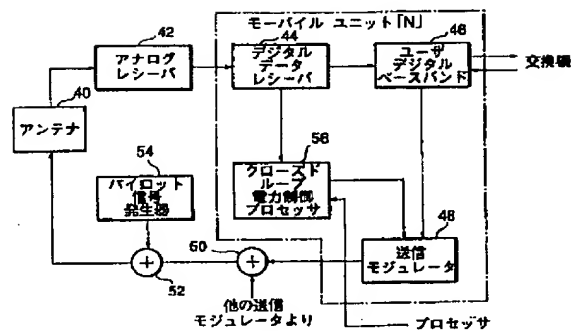 モーバイル ユニット「N」
42
アナログ
レシーバ
44
デジタル
データ
レシーバ
46
ユーザ
デジタル
ベースバンド
交換機
40
アンテナ
54
パイロット
信号
発生器
56
クローズド
ループ
電力制御
プロセッサ
48
送信
モジュレータ
50
52
他の送信
モジュレータより
プロセッサ